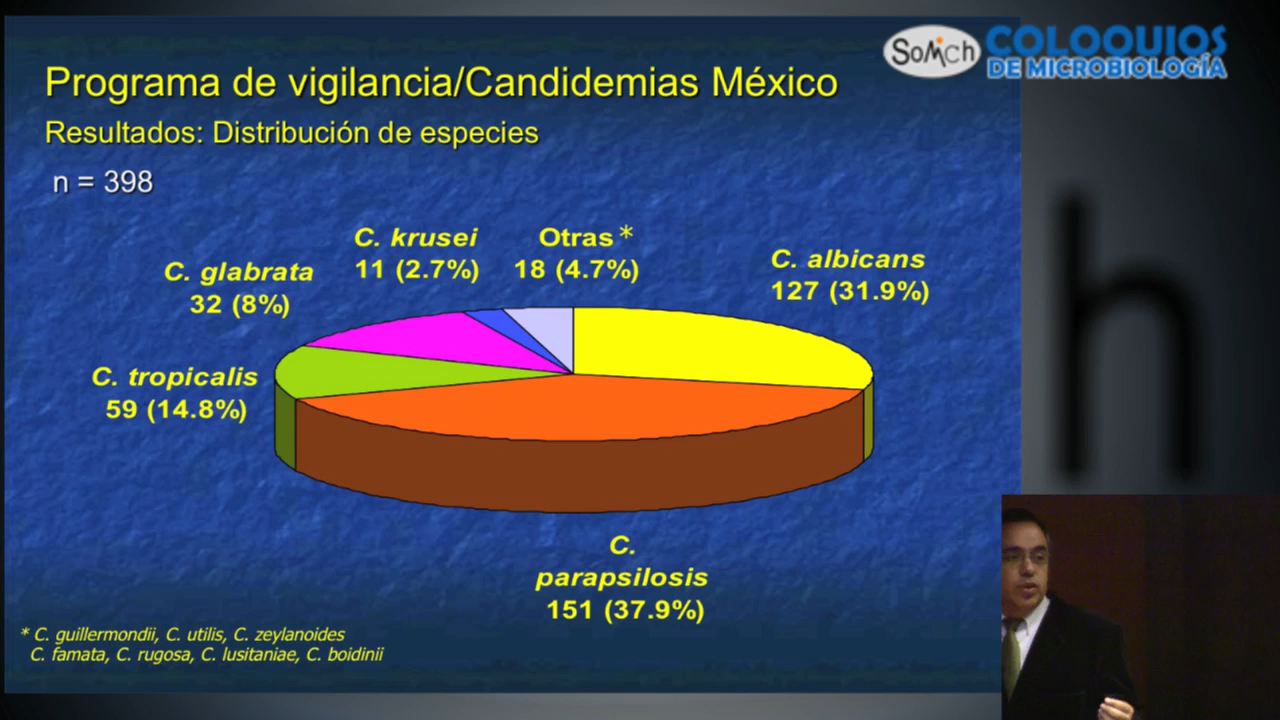 SoMich
COLOQUIOS
DE MICROBIOLOGÍA
Programa de vigilancia/Candidemias México
Resultados: Distribución de especies
n = 398
C. krusei
11 (2.7%)
Otras *
18 (4.7%)
C. albicans
127 (31.9%)
C. glabrata
32 (8%)
C. tropicalis
59 (14.8%)
C.
parapsilosis
151 (37.9%)
* C. guillermondii, C. utilis, C. zeylanoides
C. famata, C. rugosa, C. lusitaniae, C. boidinii
h